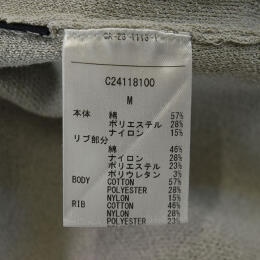 C24118100
M
本体 綿 57%
ポリエステル 28%
ナイロン 15%
リブ部分
綿 46%
ナイロン 28%
ポリエステル 23%
ポリウレタン 3%
BODY COTTON 57%
POLYESTER 28%
NYLON 15%
RIB COTTON 46%
NYLON 28%
POLYESTER 23%